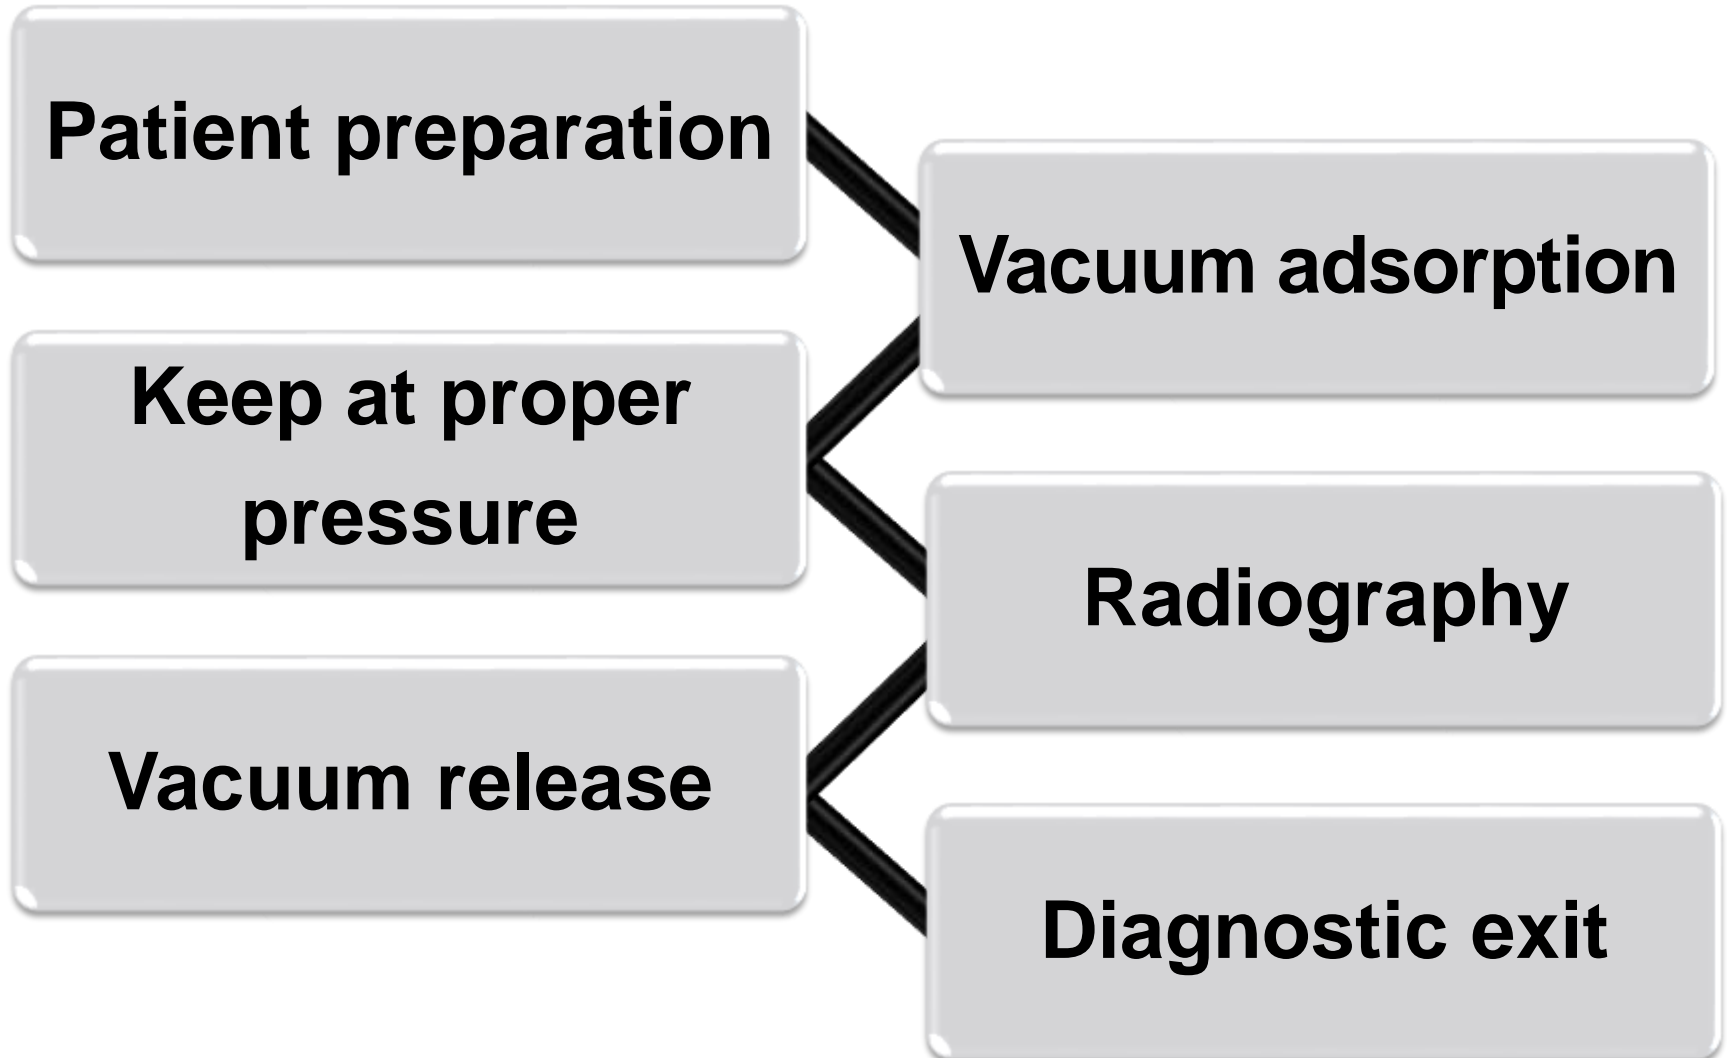 Patient preparation
Vacuum adsorption
Keep at proper
pressure
Radiography
Vacuum release
Diagnostic exit